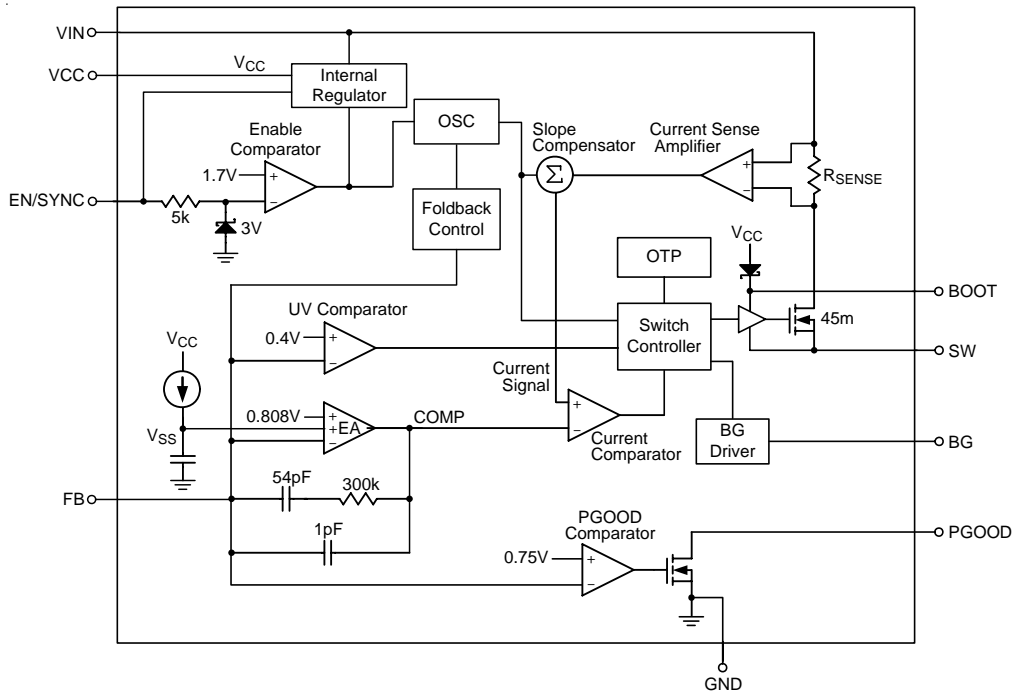 VIN
VCC
VCC
Internal
Regulator
OSC
Slope
Compensator
Current Sense
Amplifier
Enable
Comparator
1.7V
+
−
Σ
+
−
RSENSE
EN/SYNC
5k
3V
Foldback
Control
VCC
OTP
BOOT
UV Comparator
0.4V
+
−
Switch
Controller
45m
SW
VCC
Current
Signal
0.808V
+
+EA
−
COMP
+
−
Current
Comparator
BG
Driver
BG
VSS
54pF
300k
FB
1pF
PGOOD
Comparator
0.75V
+
−
PGOOD
GND